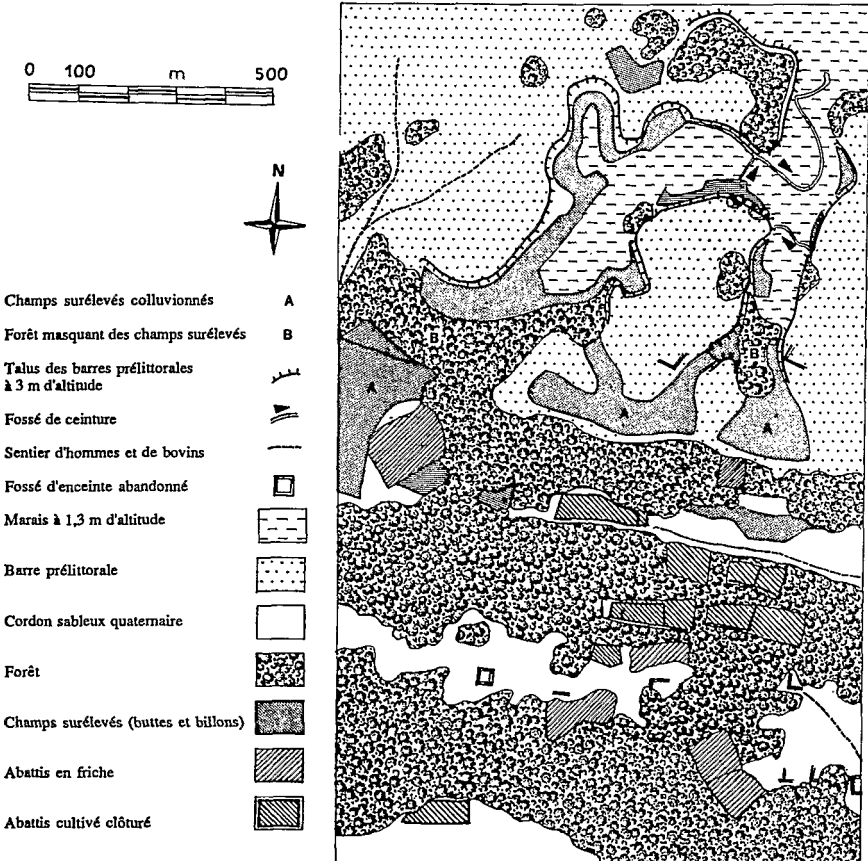 0 100 m 500
N
Champs surélevés colluvionnés A
Forêt masquant des champs surélevés B
Talus des barres prélittorales
à 3 m d'altitude
Fossé de ceinture
Sentier d'hommes et de bovins
Fossé d'enceinte abandonné
Marais à 1,3 m d'altitude
Barre prélittorale
Cordon sableux quaternaire
Forêt
Champs surélevés (buttes et billons)
Abattis en friche
Abattis cultivé clôturé
B
A
B
A
A